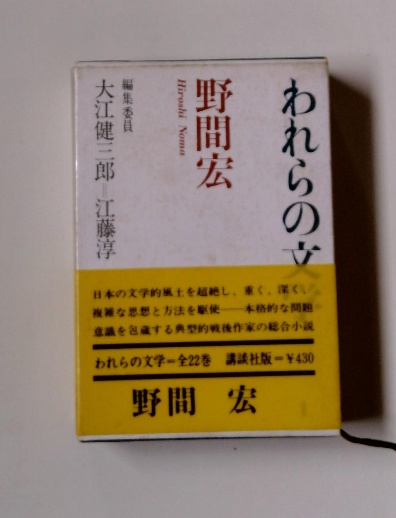 われらの文
野間宏
Hiroshi Noma
編集委員
大江健三郎＝江藤淳
日本の文学的風土を超絶し、重く、深く、
複雑な思想と方法を駆使――本格的な問題
意識を包蔵する典型的戦後作家の総合小説
われらの文学＝全22巻 講談社版＝¥430
野間 宏
1